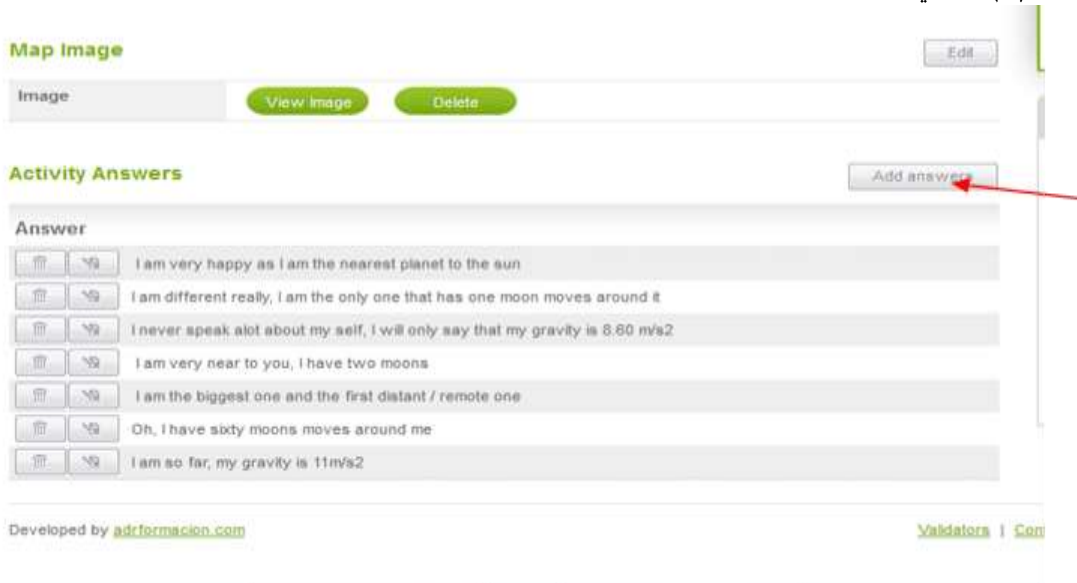 Map Image
Edit
Image
View Image
Delete
Activity Answers
Add answers
Answer
I am very happy as I am the nearest planet to the sun
I am different really, I am the only one that has one moon moves around it
I never speak alot about my self, I will only say that my gravity is 8.60 m/s2
I am very near to you, I have two moons
I am the biggest one and the first distant / remote one
Oh, I have sixty moons moves around me
I am so far, my gravity is 11m/s2
Developed by adrformacion.com
Validators |